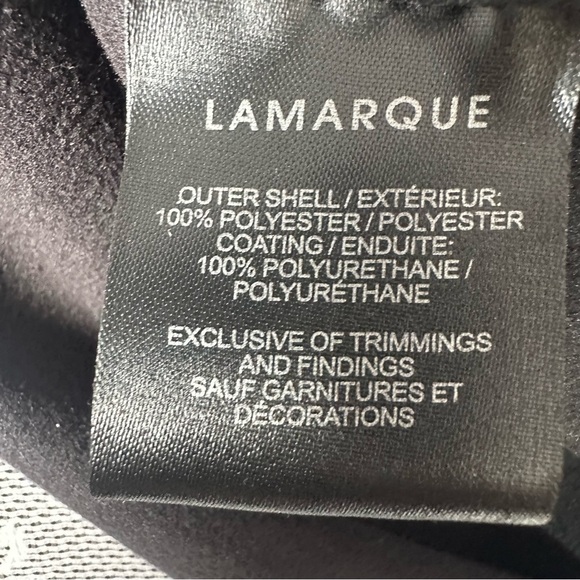 LAMARQUE
OUTER SHELL / EXTÉRIEUR:
100% POLYESTER / POLYESTER
COATING / ENDUITE:
100% POLYURETHANE /
POLYURÉTHANE
EXCLUSIVE OF TRIMMINGS
AND FINDINGS
SAUF GARNITURES ET
DÉCORATIONS